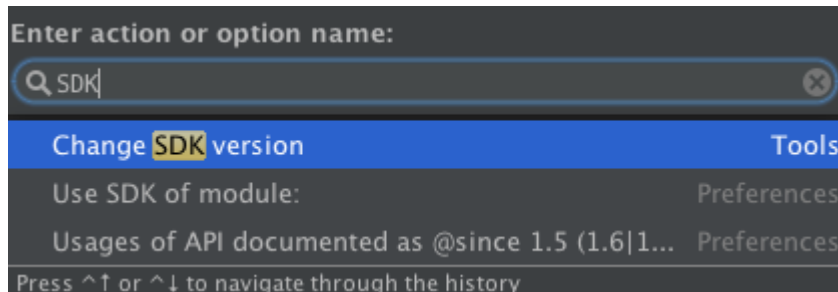 Enter action or option name:
SDK
Change SDK version Tools
Use SDK of module: Preferences
Usages of API documented as @since 1.5 (1.6|1... Preferences
Press ^↑ or ^↓ to navigate through the history